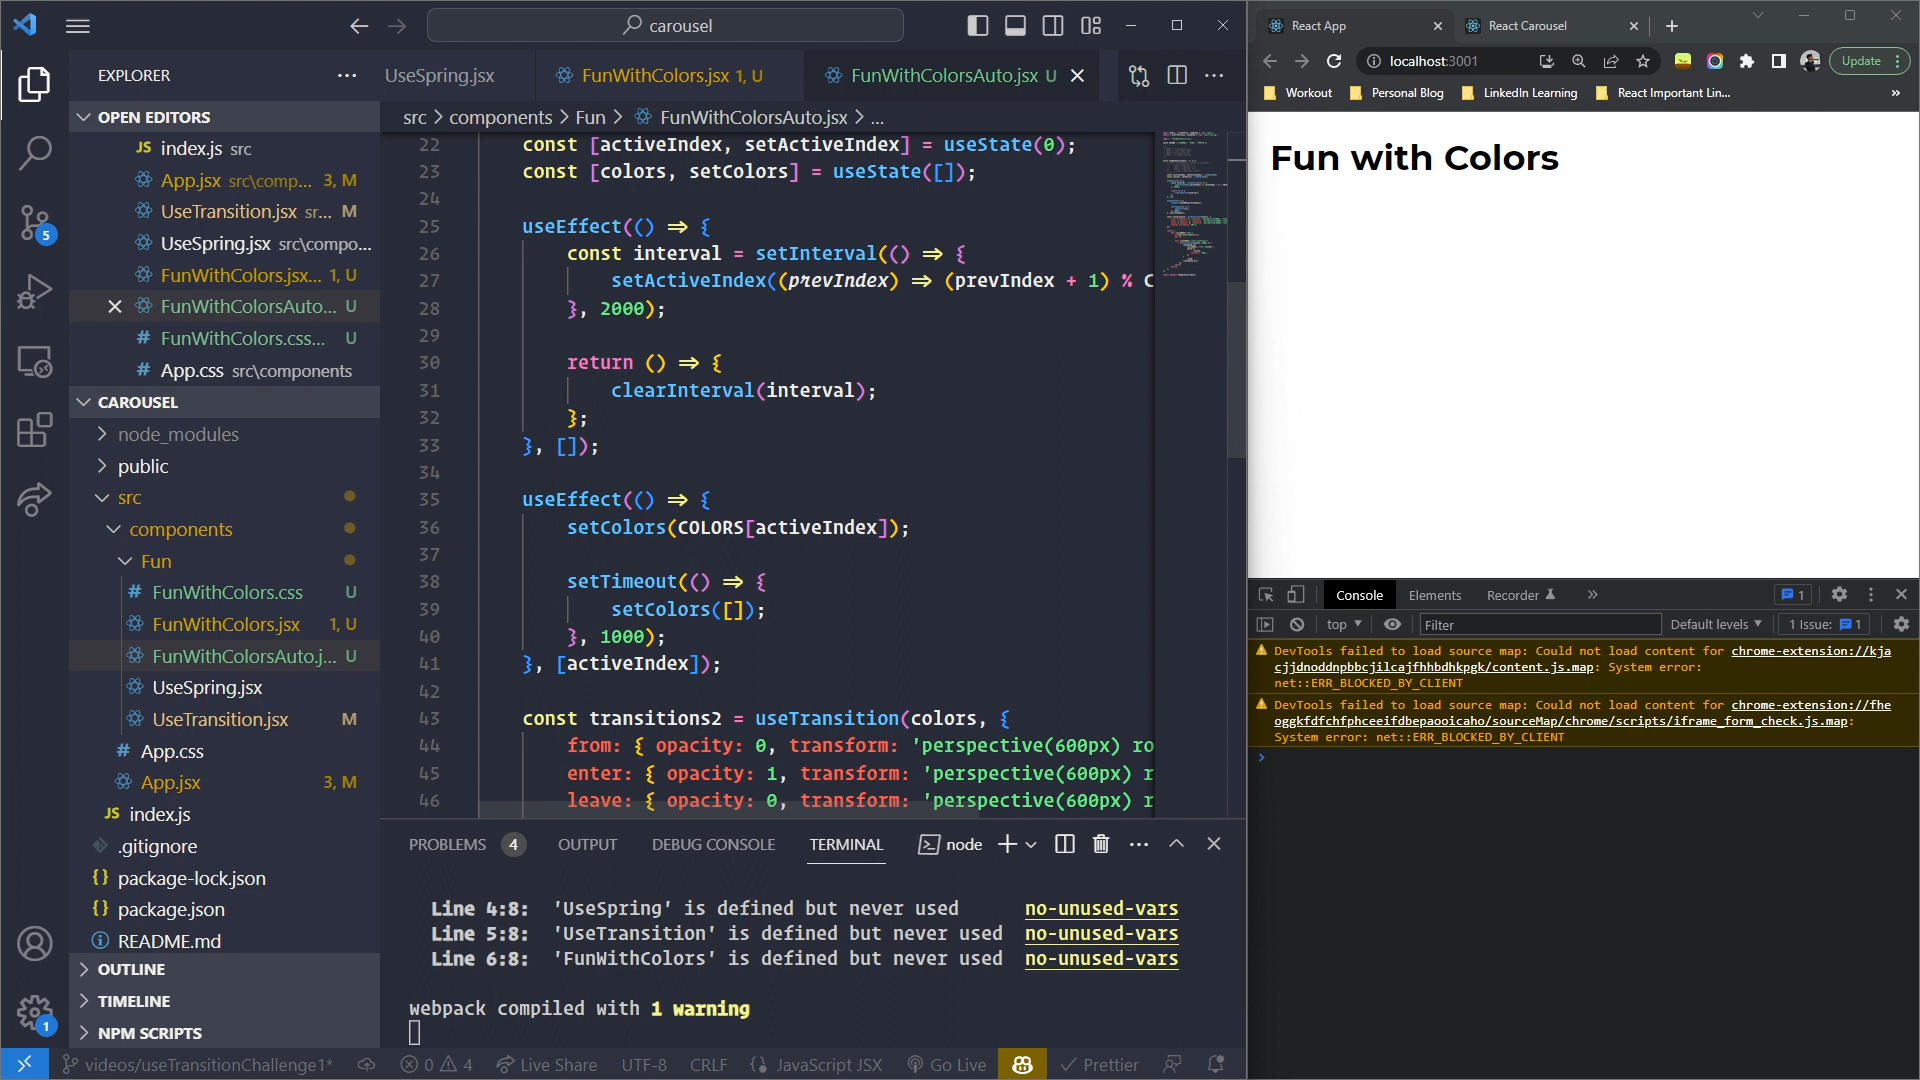 carousel
EXPLORER
OPEN EDITORS
JS index.js src
App.jsx src\comp... 3, M
UseTransition.jsx sr... M
UseSpring.jsx src\compo...
FunWithColors.jsx... 1, U
FunWithColorsAuto... U
# FunWithColors.css... U
# App.css src\components
CAROUSEL
node_modules
public
src
components
Fun
# FunWithColors.css U
FunWithColors.jsx 1, U
FunWithColorsAuto.j... U
UseSpring.jsx
UseTransition.jsx M
# App.css
App.jsx 3, M
JS index.js
.gitignore
{} package-lock.json
{} package.json
README.md
OUTLINE
TIMELINE
NPM SCRIPTS
5
1
UseSpring.jsx FunWithColors.jsx 1, U FunWithColorsAuto.jsx U
src > components > Fun > FunWithColorsAuto.jsx > ...
22 const [activeIndex, setActiveIndex] = useState(0);
23 const [colors, setColors] = useState([]);
24
25 useEffect(() ⇒ {
26 const interval = setInterval(() ⇒ {
27 setActiveIndex((prevIndex) ⇒ (prevIndex + 1) % C
28 }, 2000);
29
30 return () ⇒ {
31 clearInterval(interval);
32 };
33 }, []);
34
35 useEffect(() ⇒ {
36 setColors(COLORS[activeIndex]);
37
38 setTimeout(() ⇒ {
39 setColors([]);
40 }, 1000);
41 }, [activeIndex]);
42
43 const transitions2 = useTransition(colors, {
44 from: { opacity: 0, transform: 'perspective(600px) ro
45 enter: { opacity: 1, transform: 'perspective(600px) r
46 leave: { opacity: 0, transform: 'perspective(600px) r
PROBLEMS 4 OUTPUT DEBUG CONSOLE TERMINAL node
Line 4:8: 'UseSpring' is defined but never used no-unused-vars
Line 5:8: 'UseTransition' is defined but never used no-unused-vars
Line 6:8: 'FunWithColors' is defined but never used no-unused-vars
webpack compiled with 1 warning
videos/useTransitionChallenge1* 0 4 Live Share UTF-8 CRLF {} JavaScript JSX Go Live Prettier
React App React Carousel
localhost:3001 Update
Workout Personal Blog LinkedIn Learning React Important Lin... »
Fun with Colors
Console Elements Recorder » 1
top Filter Default levels 1 Issue: 1
DevTools failed to load source map: Could not load content for chrome-extension://kja
cjjdnoddnpbbcjilcajfhhbdhkpgk/content.js.map: System error:
net::ERR_BLOCKED_BY_CLIENT
DevTools failed to load source map: Could not load content for chrome-extension://fhe
oggkfdfchfphceeifdbepaooicaho/sourceMap/chrome/scripts/iframe_form_check.js.map:
System error: net::ERR_BLOCKED_BY_CLIENT